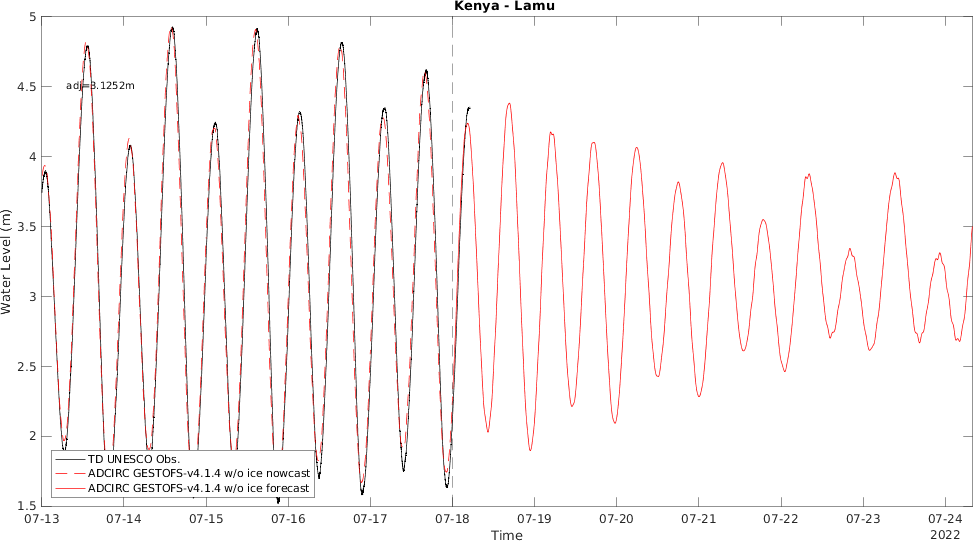 Kenya - Lamu
Water Level (m)
5
4.5
4
3.5
3
2.5
2
1.5
adj=3.1252m
TD UNESCO Obs.
ADCIRC GESTOFS-v4.1.4 w/o ice nowcast
ADCIRC GESTOFS-v4.1.4 w/o ice forecast
07-13 07-14 07-15 07-16 07-17 07-18 07-19 07-20 07-21 07-22 07-23 07-24
Time
2022